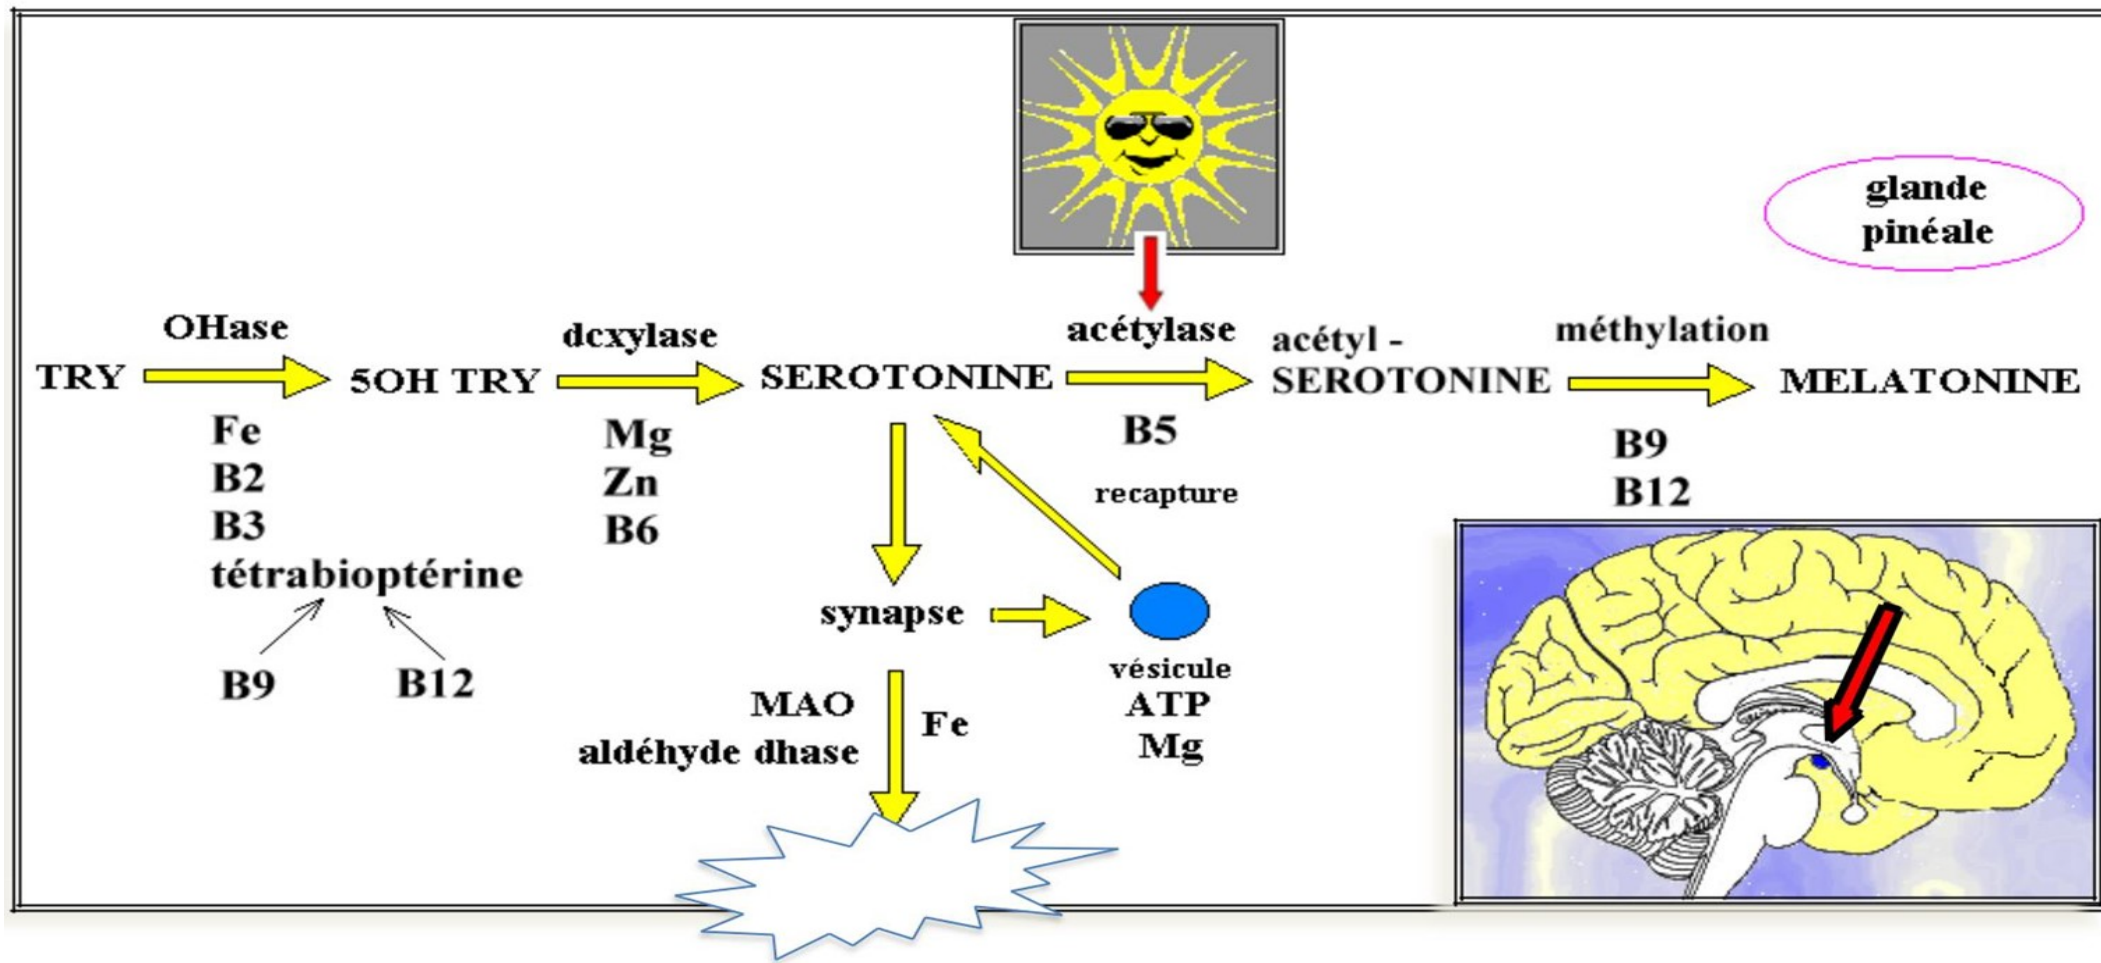 glande
pinéale
OHase
dcxylase
acétylase
acétyl -
méthylation
TRY
5OH TRY
SEROTONINE
SEROTONINE
MELATONINE
Fe
B2
B3
tétrabioptérine
B9
B12
Mg
Zn
B6
B5
recapture
B9
B12
synapse
vésicule
ATP
Mg
MAO
aldéhyde dhase
Fe